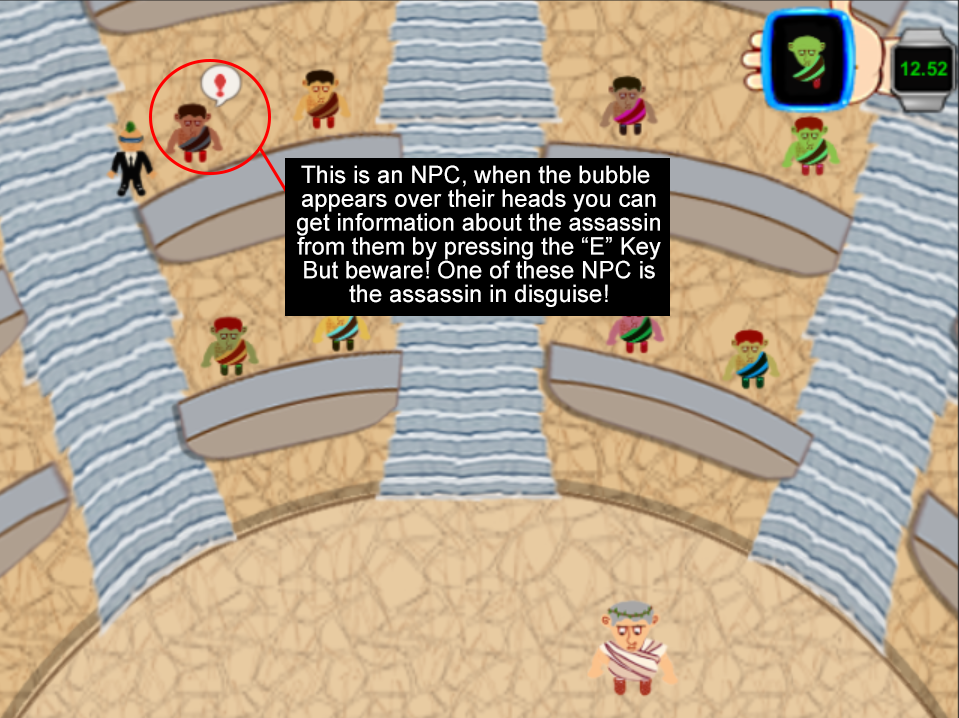 12.52
This is an NPC, when the bubble
appears over their heads you can
get information about the assassin
from them by pressing the “E” Key
But beware! One of these NPC is
the assassin in disguise!